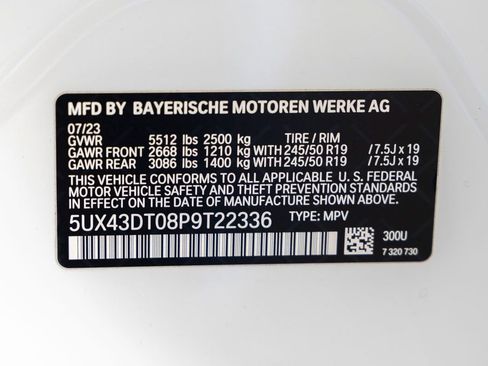 MFD BY BAYERISCHE MOTOREN WERKE AG
07/23
GVWR 5512 lbs 2500 kg TIRE / RIM
GAWR FRONT 2668 lbs 1210 kg WITH 245/50 R19 /7.5J x 19
GAWR REAR 3086 lbs 1400 kg WITH 245/50 R19 /7.5J x 19
THIS VEHICLE CONFORMS TO ALL APPLICABLE U. S. FEDERAL
MOTOR VEHICLE SAFETY AND THEFT PREVENTION STANDARDS
IN EFFECT ON THE DATE OF MANUFACTURE SHOWN ABOVE.
5UX43DT08P9T22336 TYPE: MPV
300U
7 320 730